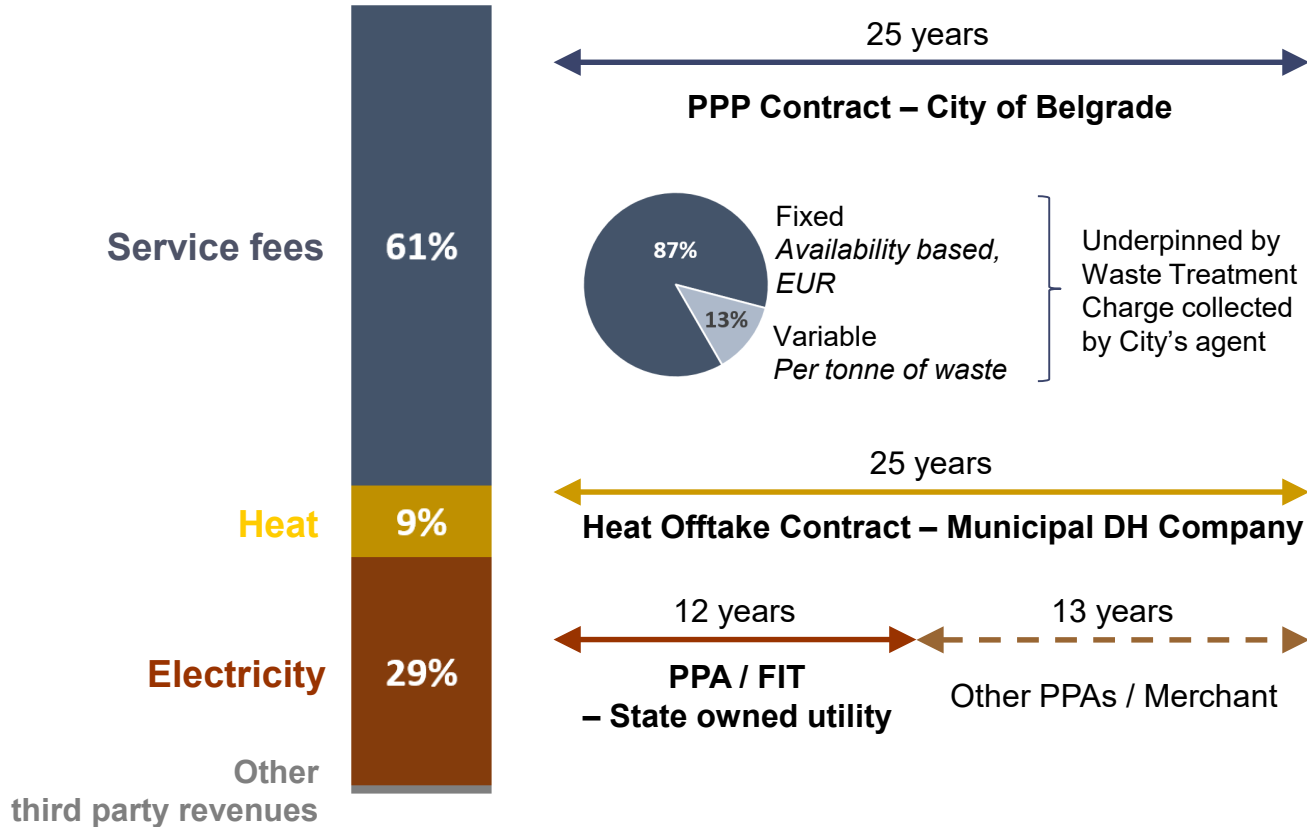 25 years
PPP Contract – City of Belgrade
Service fees
61%
87%
13%
Fixed
Availability based,
EUR
Variable
Per tonne of waste
Underpinned by
Waste Treatment
Charge collected
by City’s agent
25 years
Heat
9%
Heat Offtake Contract – Municipal DH Company
12 years
13 years
Electricity
29%
PPA / FIT
– State owned utility
Other PPAs / Merchant
Other
third party revenues